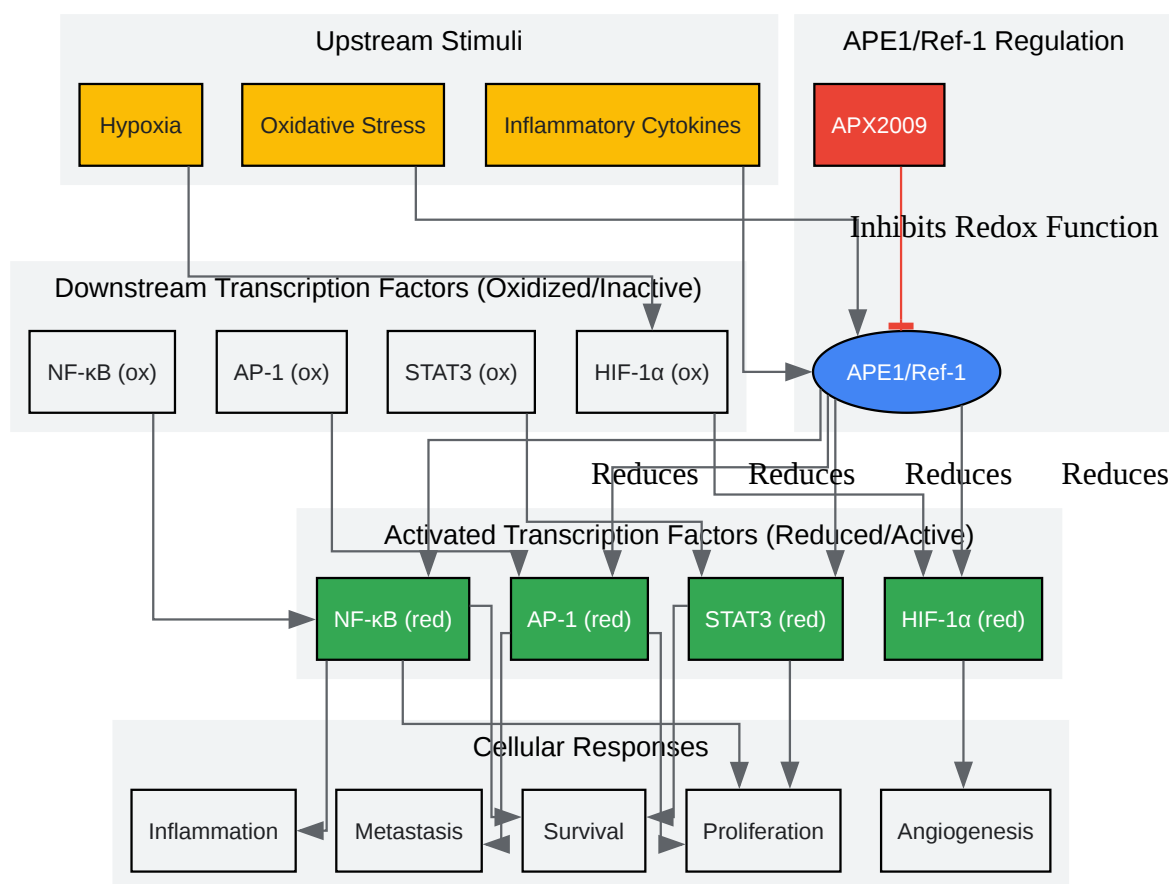 Upstream Stimuli
APE1/Ref-1 Regulation
Hypoxia
Oxidative Stress
Inflammatory Cytokines
APX2009
Inhibits Redox Function
Downstream Transcription Factors (Oxidized/Inactive)
NF-κB (ox)
AP-1 (ox)
STAT3 (ox)
HIF-1α (ox)
APE1/Ref-1
Reduces
Reduces
Reduces
Reduces
Activated Transcription Factors (Reduced/Active)
NF-κB (red)
AP-1 (red)
STAT3 (red)
HIF-1α (red)
Cellular Responses
Inflammation
Metastasis
Survival
Proliferation
Angiogenesis